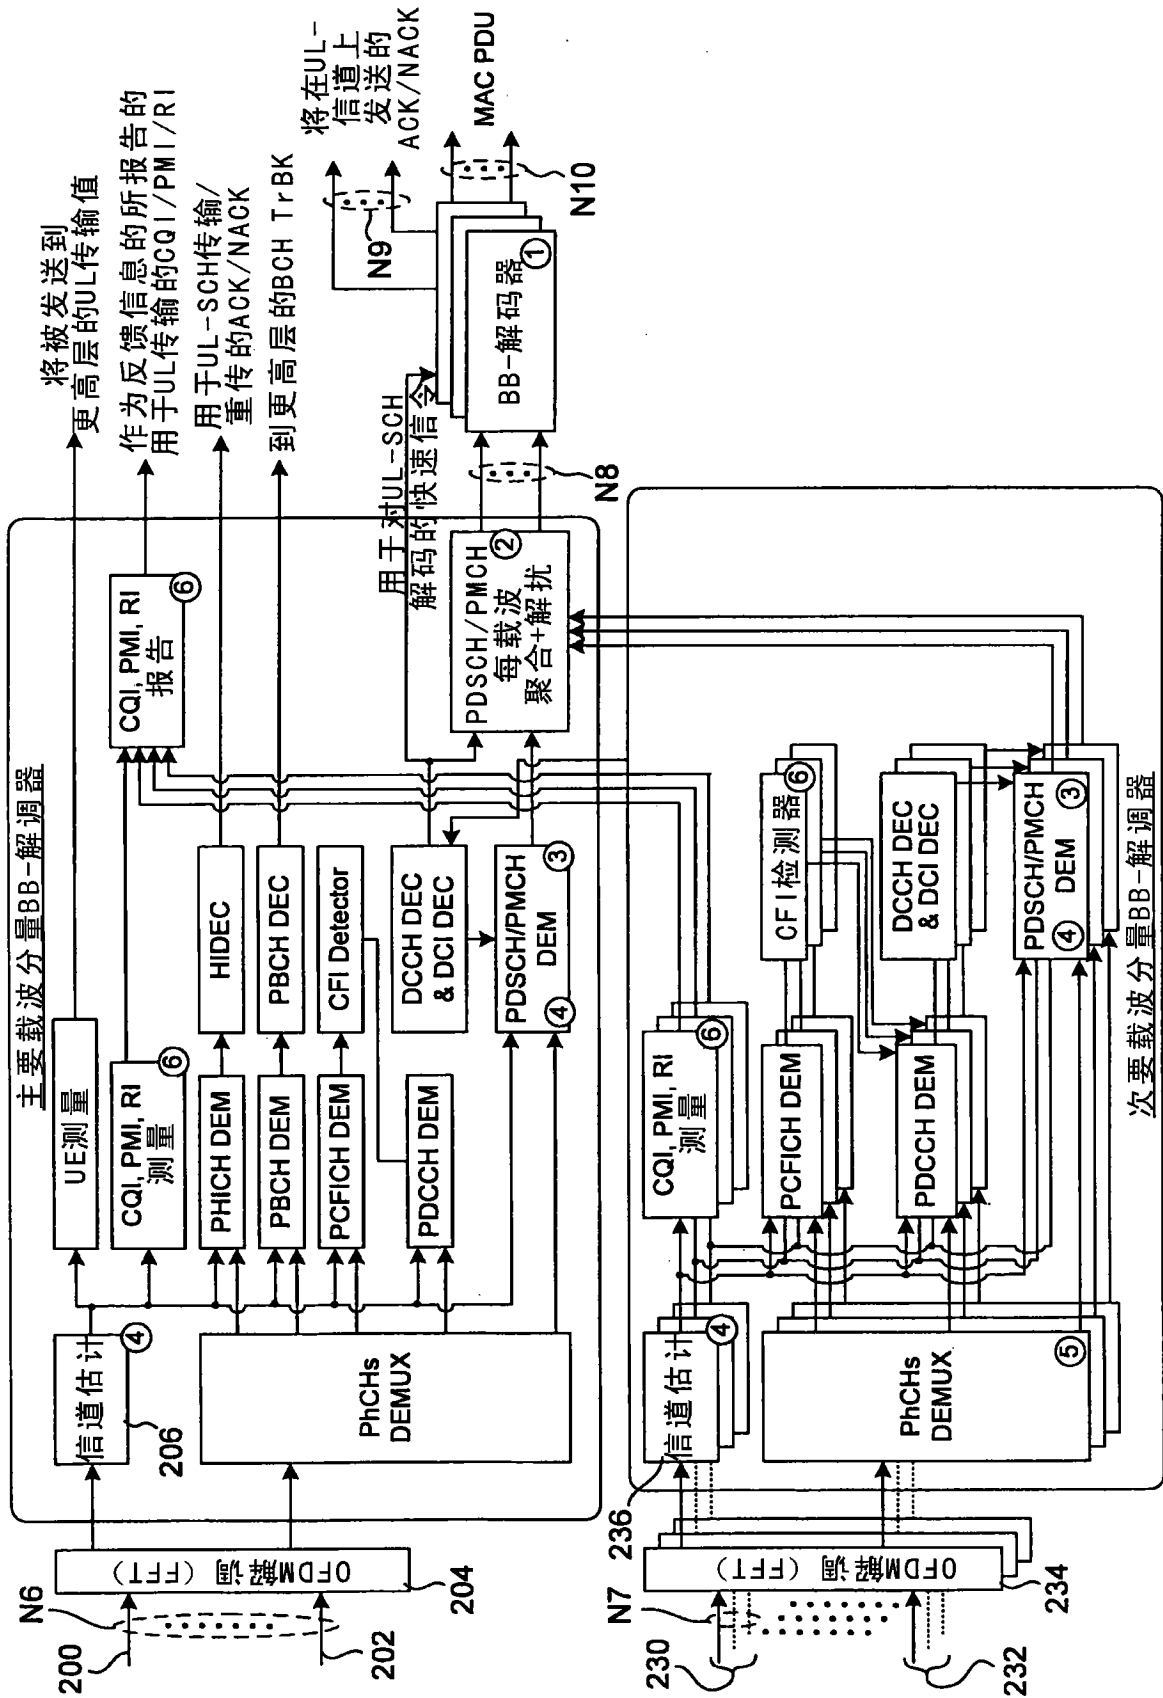 主要载波分量BB-解调器
N6
200
202
OFDM解调 (FFT)
204
信道估计
④
206
PhCHs
DEMUX
UE测量
CQI, PMI, RI
测量
⑥
PHICH DEM
PBCH DEM
PCFICH DEM
PDCCH DEM
HIDEC
PBCH DEC
CFI Detector
DCCH DEC
& DCI DEC
PDSCH/PMCH
DEM
③
④
CQI, PMI, RI
报告
⑥
PDSCH/PMCH
每载波
聚合+解扰
②
用于对UL-SCH
解码的快速信令
N8
BB-解码器
①
N9
N10
将被发送到
更高层的UL传输值
作为反馈信息的所报告的
用于UL传输的CQI/PMI/RI
用于UL-SCH传输/
重传的ACK/NACK
到更高层的BCH TrBK
将在UL-
信道上
发送的
ACK/NACK
MAC PDU
次要载波分量BB-解调器
N7
230
232
OFDM解调 (FFT)
234
236
信道估计
④
PhCHs
DEMUX
⑤
CQI, PMI, RI
测量
⑥
PCFICH DEM
PDCCH DEM
CFI检测器
⑥
DCCH DEC
& DCI DEC
PDSCH/PMCH
DEM
③
④